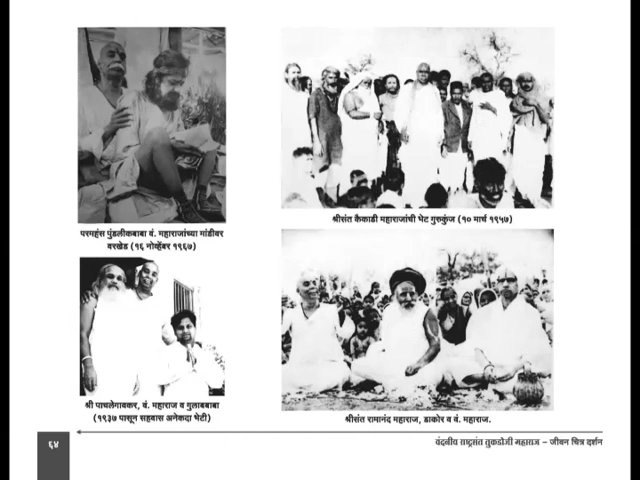 परमहंस पुंडलीकबाबा वं. महाराजांच्या मांडीवर
वरखेड (१६ नोव्हेंबर १९६७)
श्रीसंत कैकाडी महाराजांची भेट गुरुकुंज (१० मार्च १९५७)
श्री पाचलेगावकर, वं. महाराज व गुलाबबाबा
(१९३७ पासून सहवास अनेकदा भेटी)
श्रीसंत रामानंद महाराज, डाकोर व वं. महाराज.
६४
वंदनीय राष्ट्रसंत तुकडोजी महाराज – जीवन चित्र दर्शन